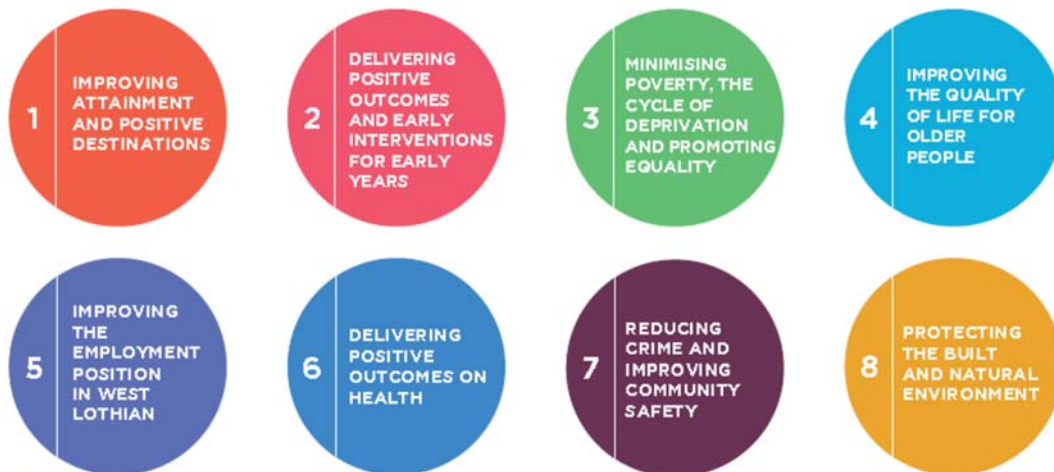 1
IMPROVING
ATTAINMENT
AND POSITIVE
DESTINATIONS
2
DELIVERING
POSITIVE
OUTCOMES
AND EARLY
INTERVENTIONS
FOR EARLY
YEARS
3
MINIMISING
POVERTY, THE
CYCLE OF
DEPRIVATION
AND PROMOTING
EQUALITY
4
IMPROVING
THE QUALITY
OF LIFE FOR
OLDER
PEOPLE
5
IMPROVING
THE
EMPLOYMENT
POSITION
IN WEST
LOTHIAN
6
DELIVERING
POSITIVE
OUTCOMES ON
HEALTH
7
REDUCING
CRIME AND
IMPROVING
COMMUNITY
SAFETY
8
PROTECTING
THE BUILT
AND NATURAL
ENVIRONMENT